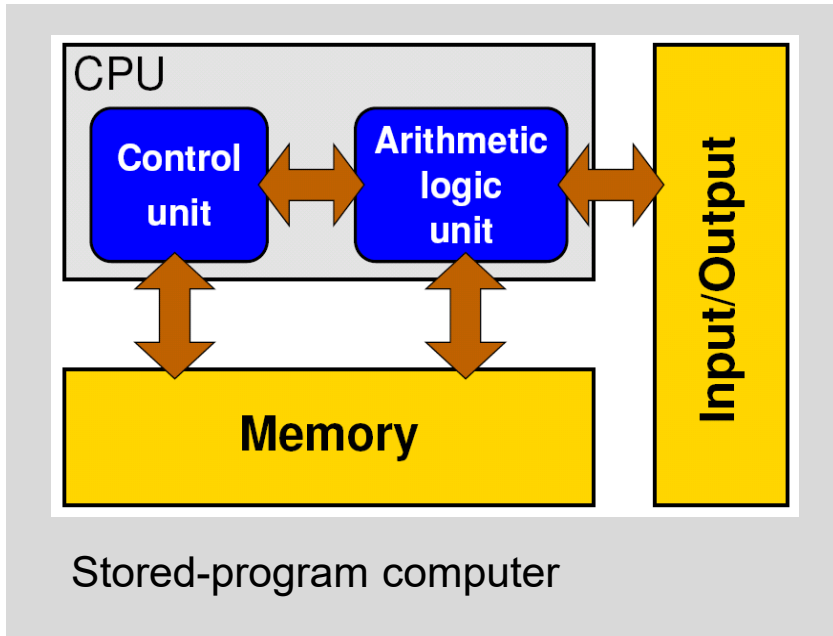 CPU
Control
unit
Arithmetic
logic
unit
Input/Output
Memory
Stored-program computer